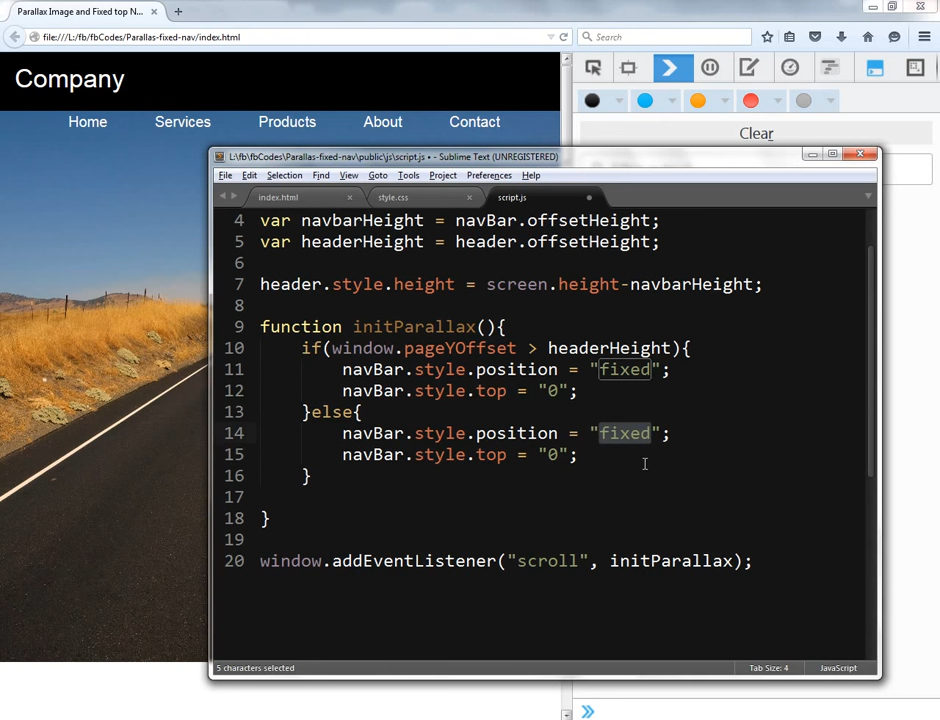 Parallax Image and Fixed top N...
file:///L:/fb/fbCodes/Parallas-fixed-nav/index.html
Search
Company
Home Services Products About Contact
Clear
L:\fb\fbCodes\Parallas-fixed-nav\public\js\script.js • - Sublime Text (UNREGISTERED)
File Edit Selection Find View Goto Tools Project Preferences Help
index.html style.css script.js
4 var navbarHeight = navBar.offsetHeight;
5 var headerHeight = header.offsetHeight;
6
7 header.style.height = screen.height-navbarHeight;
8
9 function initParallax(){
10 if(window.pageYOffset > headerHeight){
11 navBar.style.position = "fixed";
12 navBar.style.top = "0";
13 }else{
14 navBar.style.position = "fixed";
15 navBar.style.top = "0";
16 }
17
18 }
19
20 window.addEventListener("scroll", initParallax);
5 characters selected
Tab Size: 4 JavaScript